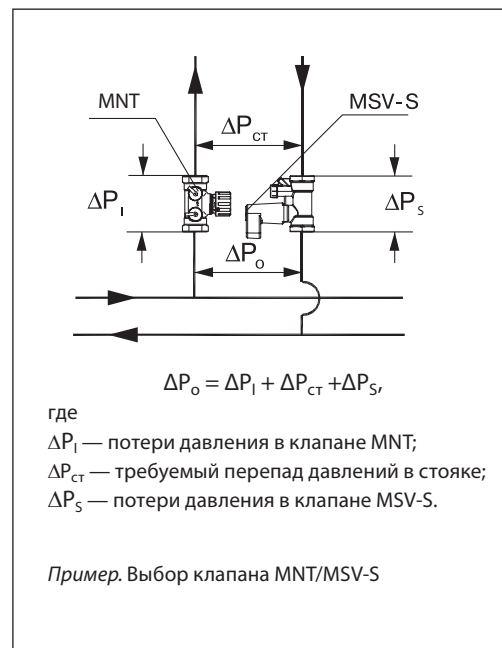 MNT
MSV-S
ΔPст
ΔPI
ΔPS
ΔPo
ΔPo = ΔPI + ΔPст +ΔPS,
где
ΔPI — потери давления в клапане MNT;
ΔPст — требуемый перепад давлений в стояке;
ΔPS — потери давления в клапане MSV-S.
Пример. Выбор клапана MNT/MSV-S